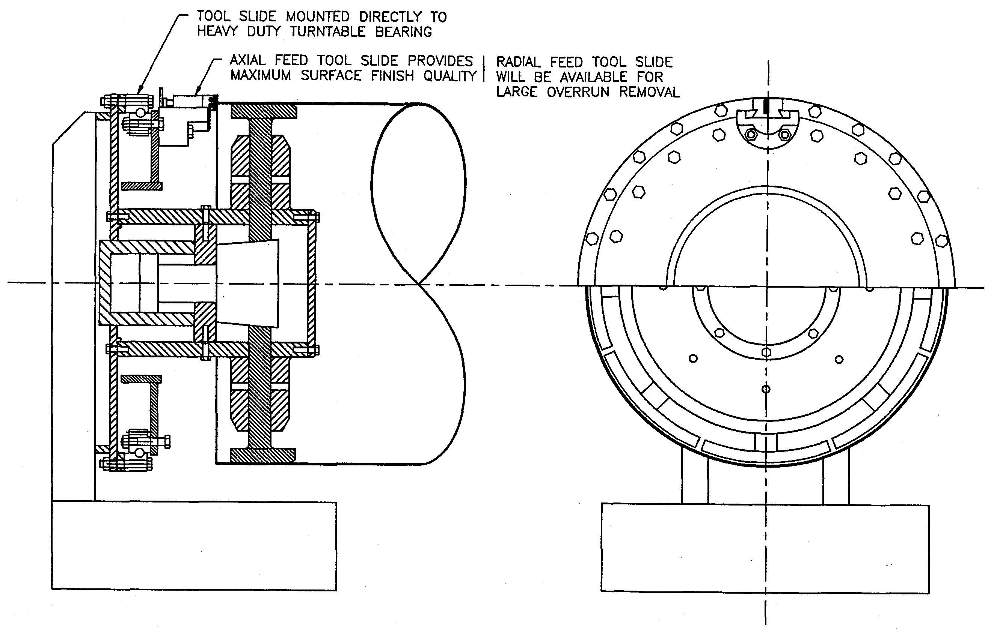 TOOL SLIDE MOUNTED DIRECTLY TO
HEAVY DUTY TURNTABLE BEARING
AXIAL FEED TOOL SLIDE PROVIDES
MAXIMUM SURFACE FINISH QUALITY
RADIAL FEED TOOL SLIDE
WILL BE AVAILABLE FOR
LARGE OVERRUN REMOVAL